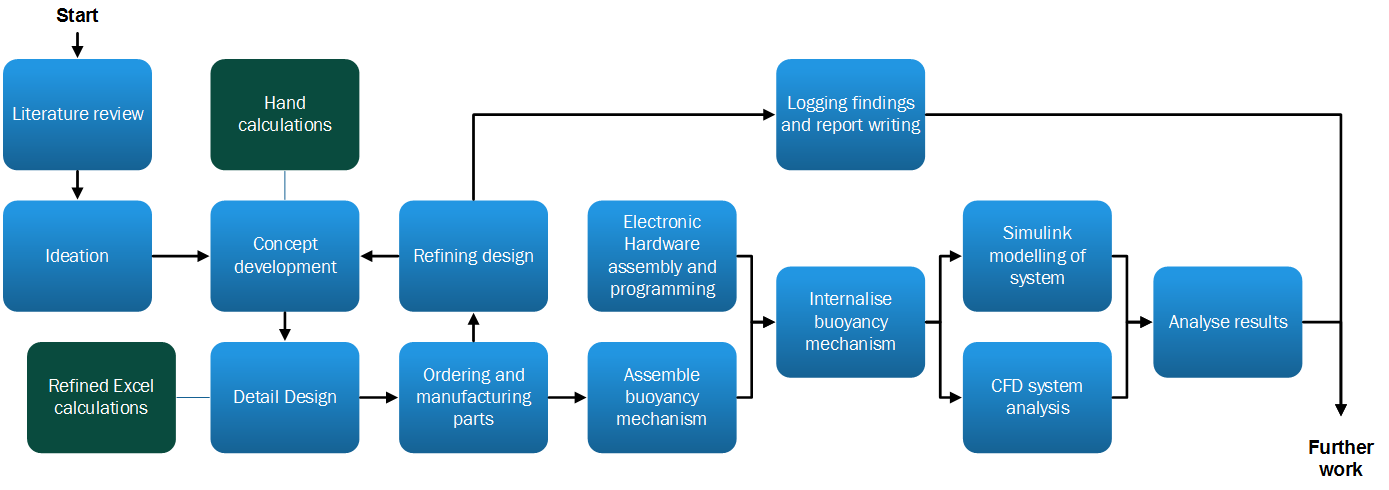 Start
Literature review
Hand
calculations
Logging findings
and report writing
Ideation
Concept
development
Refining design
Electronic
Hardware
assembly and
programming
Simulink
modelling of
system
Internalise
buoyancy
mechanism
Analyse results
Refined Excel
calculations
Detail Design
Ordering and
manufacturing
parts
Assemble
buoyancy
mechanism
CFD system
analysis
Further
work